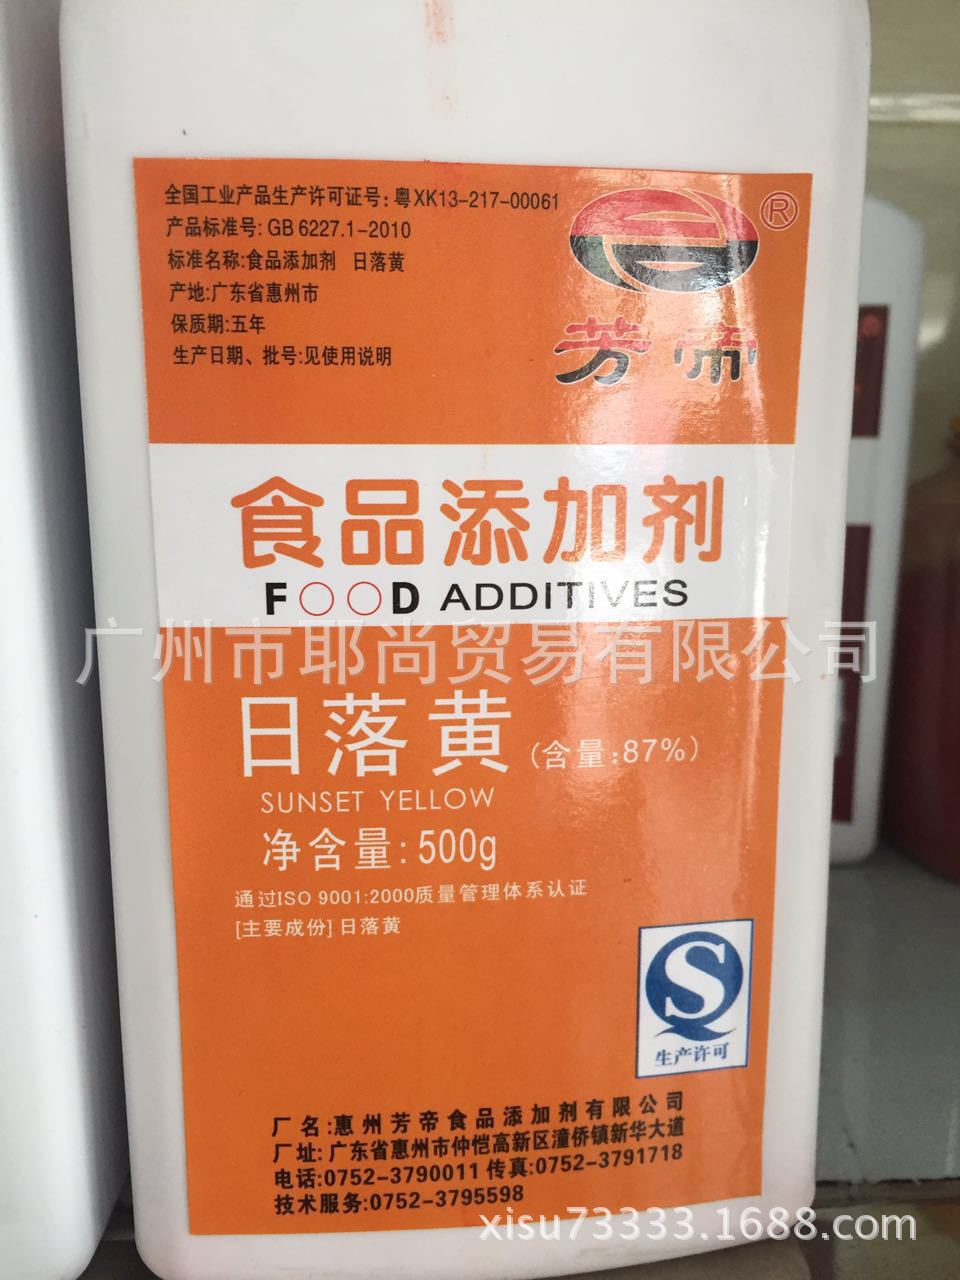 全国工业产品生产许可证号：粤XK13-217-00061
产品标准号：GB 6227.1-2010
标准名称:食品添加剂 日落黄
产地:广东省惠州市
保质期:五年
生产日期、批号:见使用说明
®
芳帝
食品添加剂
FOOD ADDITIVES
广州市耶尚贸易有限公司
日落黄(含量:87%)
SUNSET YELLOW
净含量:500g
通过ISO 9001:2000质量管理体系认证
[主要成份]日落黄
S
生产许可
厂名:惠州芳帝食品添加剂有限公司
厂址:广东省惠州市仲恺高新区潼侨镇新华大道
电话:0752-3790011 传真:0752-3791718
技术服务:0752-3795598
xisu73333.1688.com